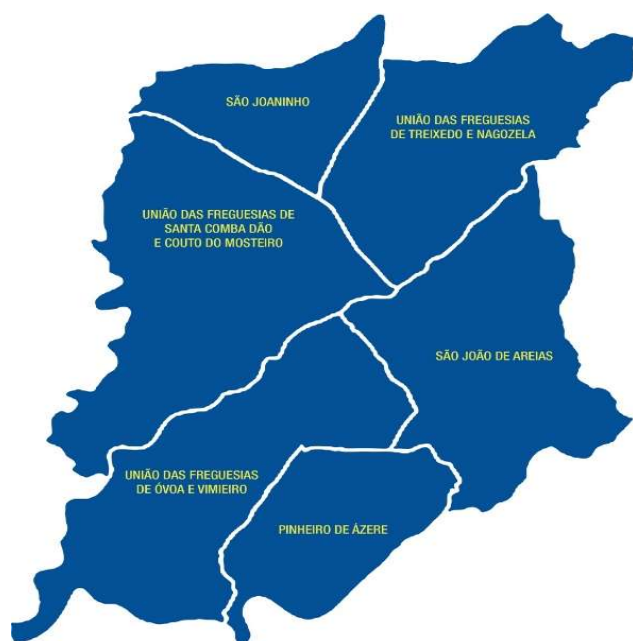 SÃO JOANINHO
UNIÃO DAS FREGUESIAS
DE TREIXEDO E NAGOZELA
UNIÃO DAS FREGUESIAS DE
SANTA COMBA DÃO
E COUTO DO MOSTEIRO
SÃO JOÃO DE AREIAS
UNIÃO DAS FREGUESIAS
DE ÓVOA E VIMIEIRO
PINHEIRO DE ÁZERE